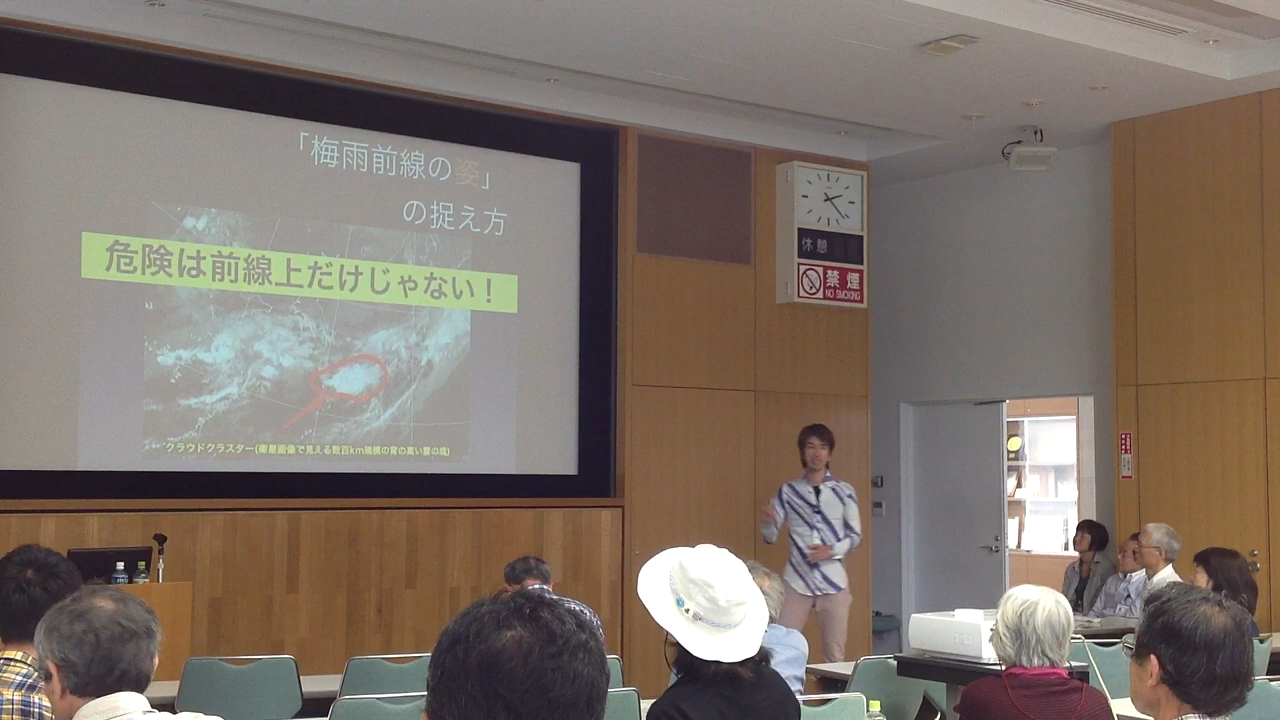 「梅雨前線の姿」
の捉え方
危険は前線上だけじゃない！
クラウドクラスター(衛星画像で見える数百km規模の背の高い雲の塊)
休憩
禁煙
NO SMOKING